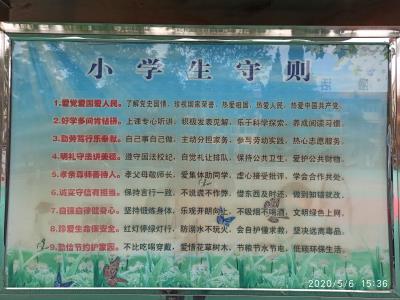 小学生守则
1.爱党爱国爱人民。了解党史国情，珍视国家荣誉，热爱祖国，热爱人民，热爱中国共产党。
2.好学多问肯钻研。上课专心听讲，积极发表见解，乐于科学探索，养成阅读习惯。
3.勤劳笃行乐奉献。自己事自己做，主动分担家务，参与劳动实践，热心志愿服务。
4.明礼守法讲美德。遵守国法校纪，自觉礼让排队，保持公共卫生，爱护公共财物。
5.孝亲尊师善待人。孝父母敬师长，爱集体助同学，虚心接受批评，学会合作共处。
6.诚实守信有担当。保持言行一致，不说谎不作弊，借东西及时还，做到知错就改。
7.自强自律健身心。坚持锻炼身体，乐观开朗向上，不吸烟不喝酒，文明绿色上网。
8.珍爱生命保安全。红灯停绿灯行，防溺水不玩火，会自护懂求救，坚决远离毒品。
9.勤俭节约护家园。不比吃喝穿戴，爱惜花草树木，节粮节水节电，低碳环保生活。
2020/5/6 15:36